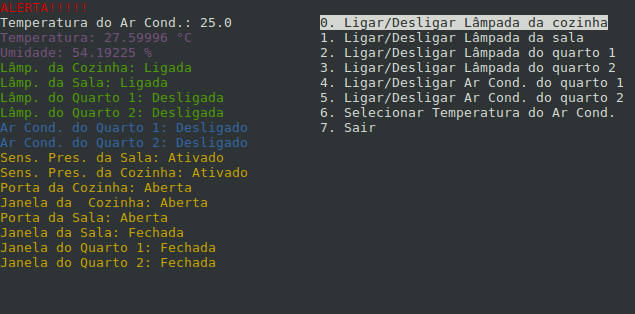 ALERTA!!!!!
Temperatura do Ar Cond.: 25.0
Temperatura: 27.59996 °C
Umidade: 54.19225 %
Lâmp. da Cozinha: Ligada
Lâmp. da Sala: Ligada
Lâmp. do Quarto 1: Desligada
Lâmp. do Quarto 2: Desligada
Ar Cond. do Quarto 1: Desligado
Ar Cond. do Quarto 2: Desligado
Sens. Pres. da Sala: Ativado
Sens. Pres. da Cozinha: Ativado
Porta da Cozinha: Aberta
Janela da  Cozinha: Aberta
Porta da Sala: Aberta
Janela da Sala: Fechada
Janela do Quarto 1: Fechada
Janela do Quarto 2: Fechada
0. Ligar/Desligar Lâmpada da cozinha
1. Ligar/Desligar Lâmpada da sala
2. Ligar/Desligar Lâmpada do quarto 1
3. Ligar/Desligar Lâmpada do quarto 2
4. Ligar/Desligar Ar Cond. do quarto 1
5. Ligar/Desligar Ar Cond. do quarto 2
6. Selecionar Temperatura do Ar Cond.
7. Sair